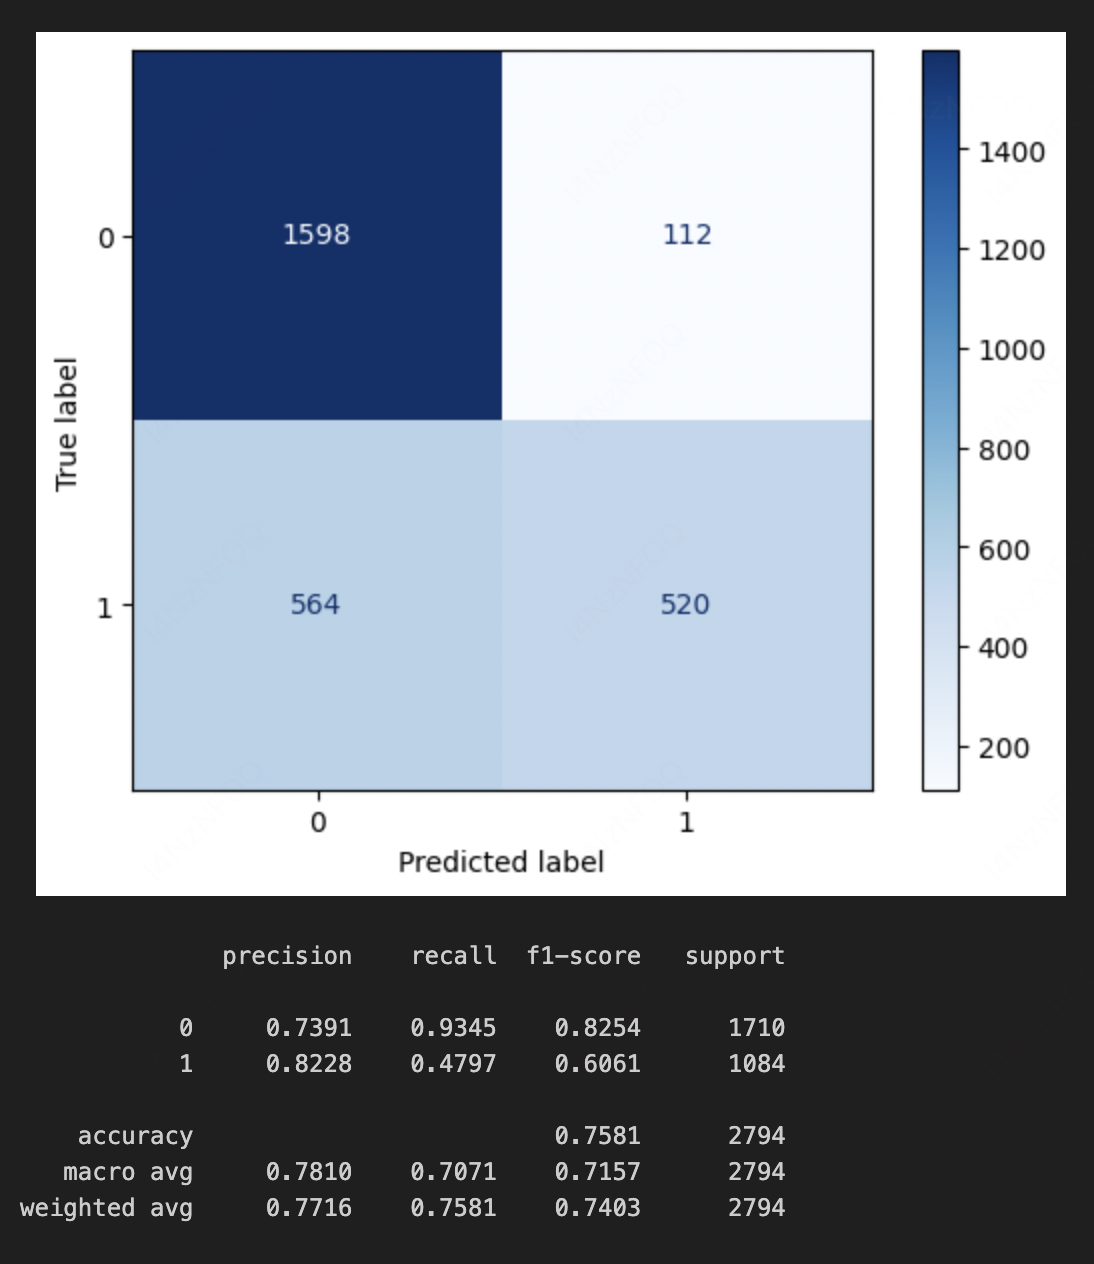 1400
1200
1000
800
600
400
200
0
1598
112
True label
1
564
520
0
1
Predicted label
precision recall f1-score support
0 0.7391 0.9345 0.8254 1710
1 0.8228 0.4797 0.6061 1084
accuracy 0.7581 2794
macro avg 0.7810 0.7071 0.7157 2794
weighted avg 0.7716 0.7581 0.7403 2794